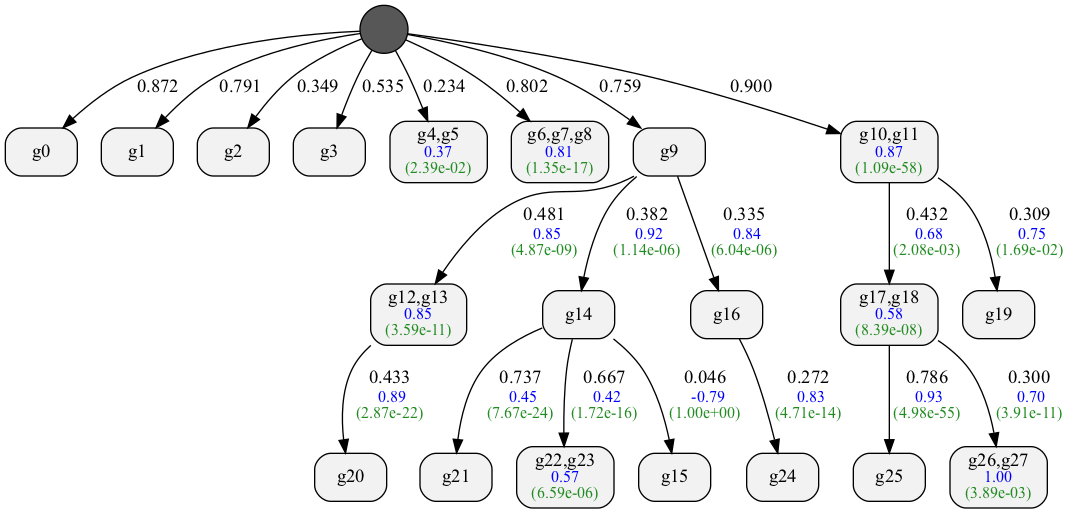 0.872
0.791
0.349
0.535
0.234
0.802
0.759
0.900
g0
g1
g2
g3
g4,g5
0.37
(2.39e-02)
g6,g7,g8
0.81
(1.35e-17)
g9
g10,g11
0.87
(1.09e-58)
0.481
0.85
(4.87e-09)
0.382
0.92
(1.14e-06)
0.335
0.84
(6.04e-06)
0.432
0.68
(2.08e-03)
0.309
0.75
(1.69e-02)
g12,g13
0.85
(3.59e-11)
g14
g16
g17,g18
0.58
(8.39e-08)
g19
0.433
0.89
(2.87e-22)
0.737
0.45
(7.67e-24)
0.667
0.42
(1.72e-16)
0.046
-0.79
(1.00e+00)
0.272
0.83
(4.71e-14)
0.786
0.93
(4.98e-55)
0.300
0.70
(3.91e-11)
g20
g21
g22,g23
0.57
(6.59e-06)
g15
g24
g25
g26,g27
1.00
(3.89e-03)